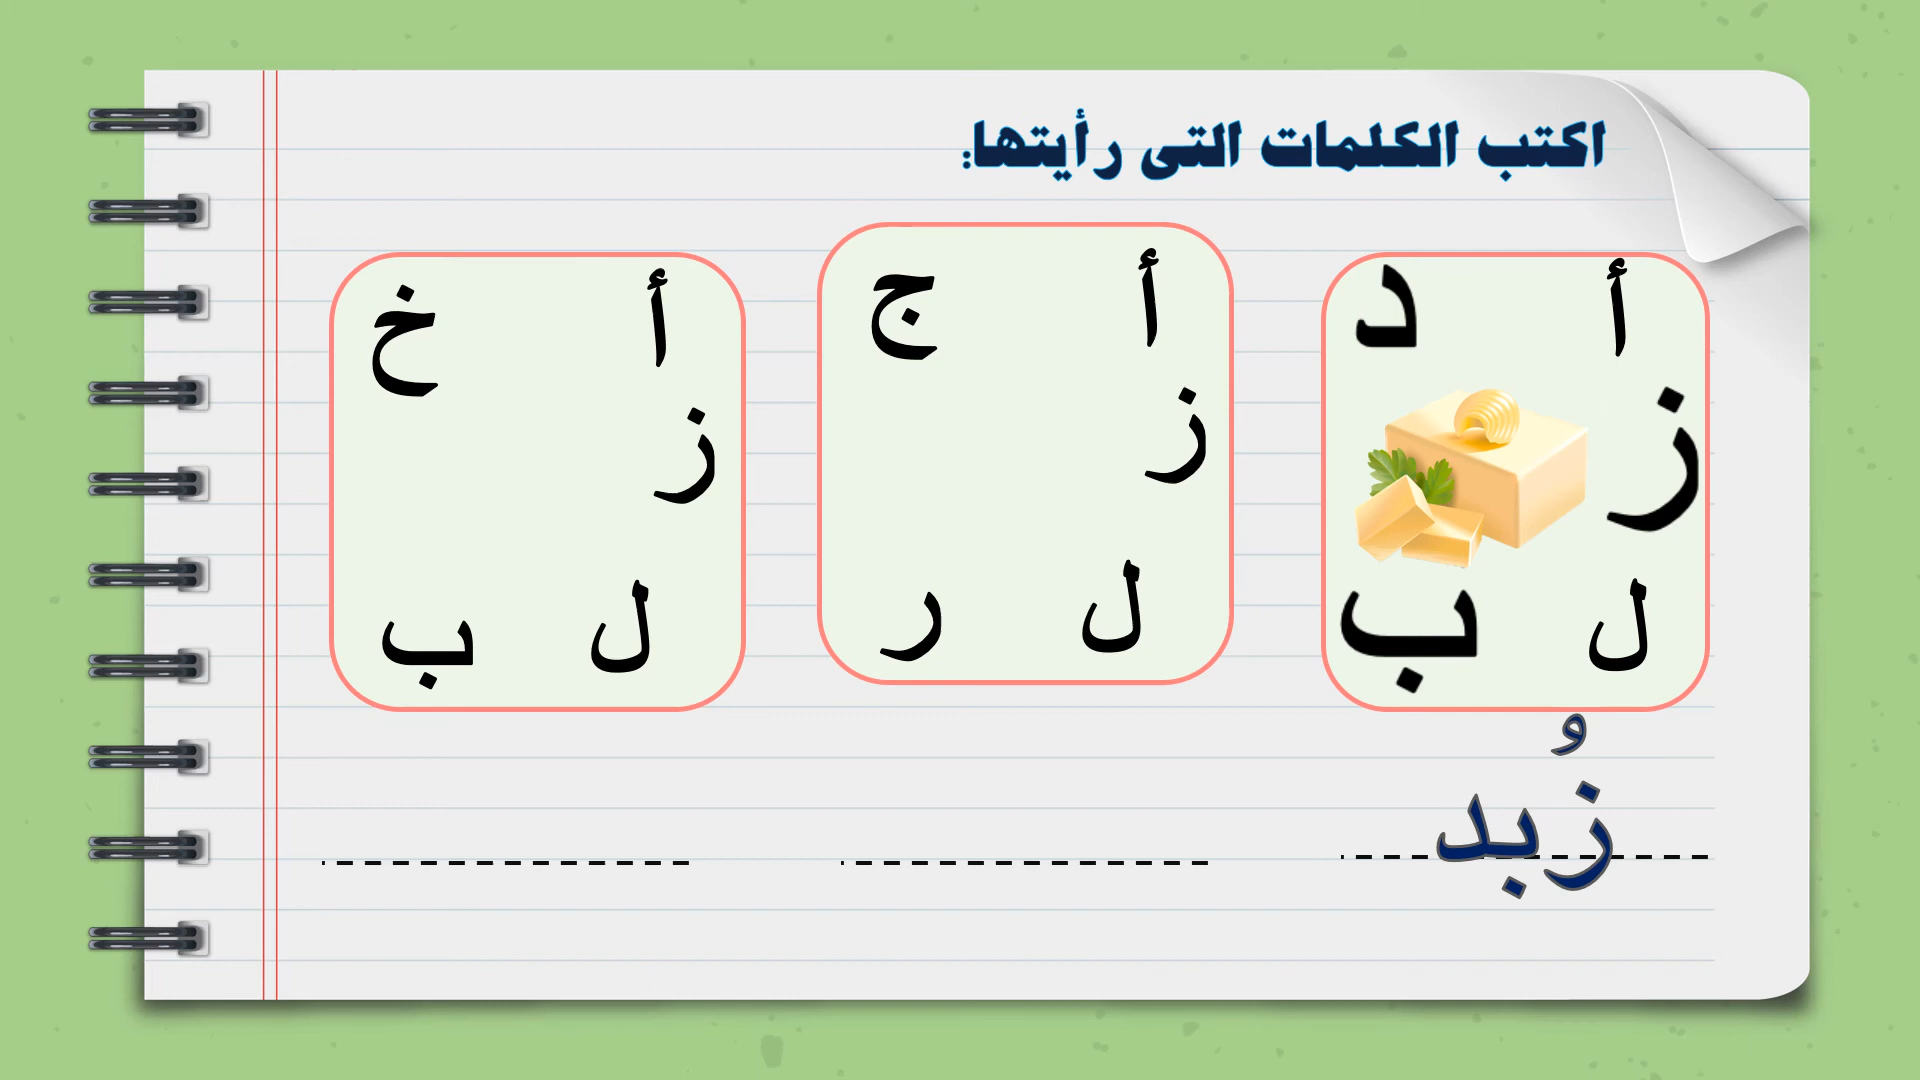 اكتب الكلمات التى رأيتها:
أ د
ز
ل ب
أ ج
ز
ل ر
أ خ
ز
ل ب
زُبد